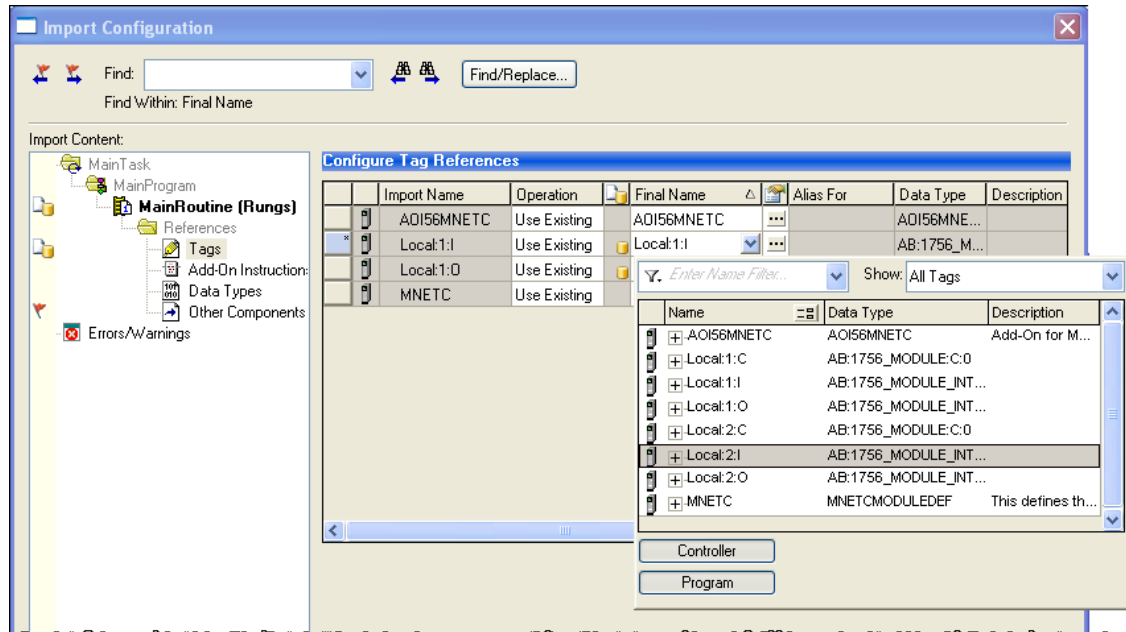 Import Configuration
Find:
Find/Replace...
Find Within: Final Name
Import Content:
MainTask
MainProgram
MainRoutine (Rungs)
References
Tags
Add-On Instruction
Data Types
Other Components
Errors/Warnings
Configure Tag References
Import Name Operation Final Name Alias For Data Type Description
AOI56MNETC Use Existing AOI56MNETC ... AOI56MNE...
* Local:1:I Use Existing Local:1:I ... AB:1756_M...
Local:1:O Use Existing
MNETC Use Existing
Enter Name Filter... Show: All Tags
Name Data Type Description
AOI56MNETC AOI56MNETC Add-On for M...
Local:1:C AB:1756_MODULE:C:0
Local:1:I AB:1756_MODULE_INT...
Local:1:O AB:1756_MODULE_INT...
Local:2:C AB:1756_MODULE:C:0
Local:2:I AB:1756_MODULE_INT...
Local:2:O AB:1756_MODULE_INT...
MNETC MNETCMODULEDEF This defines th...
Controller
Program